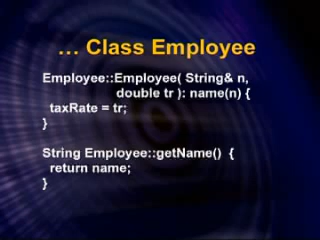 … Class Employee
Employee::Employee( String& n,
double tr ): name(n) {
taxRate = tr;
}
String Employee::getName()  {
return name;
}